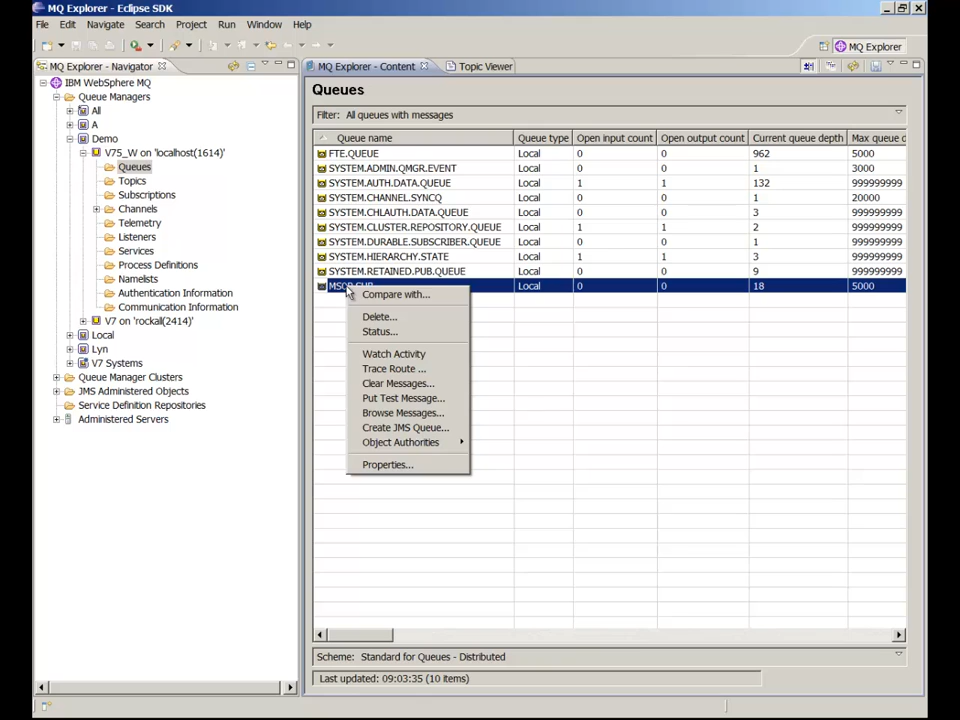 MQ Explorer - Eclipse SDK
File Edit Navigate Search Project Run Window Help
MQ Explorer
MQ Explorer - Navigator
IBM WebSphere MQ
Queue Managers
All
A
Demo
V75_W on 'localhost(1614)'
Queues
Topics
Subscriptions
Channels
Telemetry
Listeners
Services
Process Definitions
Namelists
Authentication Information
Communication Information
V7 on 'rockall(2414)'
Local
Lyn
V7 Systems
Queue Manager Clusters
JMS Administered Objects
Service Definition Repositories
Administered Servers
MQ Explorer - Content Topic Viewer
Queues
Filter: All queues with messages
Queue name Queue type Open input count Open output count Current queue depth Max queue d
FTE.QUEUE Local 0 0 962 5000
SYSTEM.ADMIN.QMGR.EVENT Local 0 0 1 3000
SYSTEM.AUTH.DATA.QUEUE Local 1 1 132 999999999
SYSTEM.CHANNEL.SYNCQ Local 0 0 1 20000
SYSTEM.CHLAUTH.DATA.QUEUE Local 0 0 3 999999999
SYSTEM.CLUSTER.REPOSITORY.QUEUE Local 1 1 2 999999999
SYSTEM.DURABLE.SUBSCRIBER.QUEUE Local 0 0 1 999999999
SYSTEM.HIERARCHY.STATE Local 1 1 3 999999999
SYSTEM.RETAINED.PUB.QUEUE Local 0 0 9 999999999
Local 0 0 18 5000
Compare with...
Delete...
Status...
Watch Activity
Trace Route ...
Clear Messages...
Put Test Message...
Browse Messages...
Create JMS Queue...
Object Authorities
Properties...
Scheme: Standard for Queues - Distributed
Last updated: 09:03:35 (10 items)